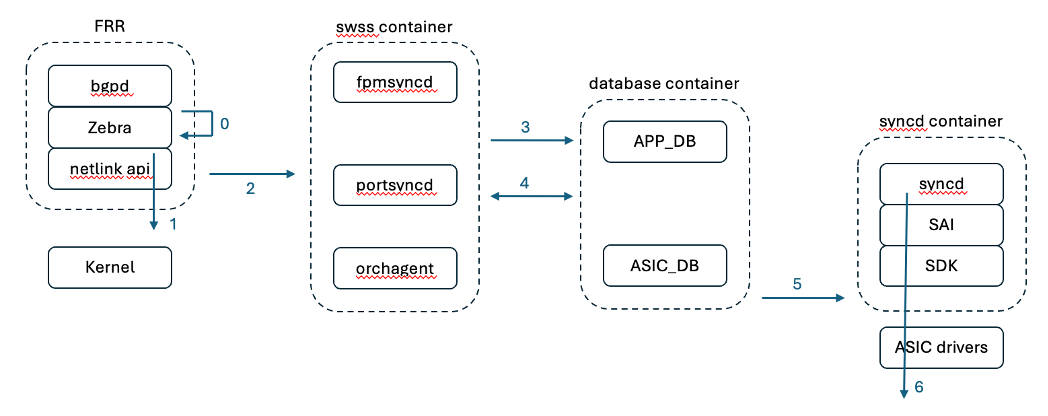 FRR
bgpd
Zebra
netlink api
0
1
Kernel
2
swss container
fpmsyncd
portsyncd
orchagent
3
4
database container
APP_DB
ASIC_DB
5
syncd container
syncd
SAI
SDK
ASIC drivers
6